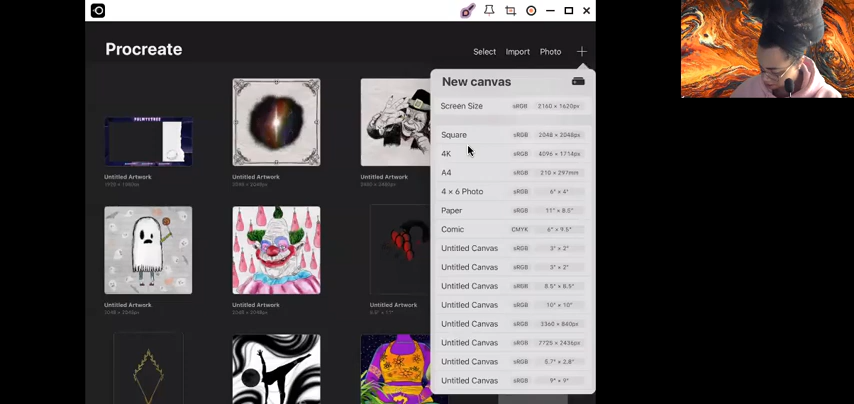 Procreate
Select Import Photo
New canvas
Screen Size sRGB 2160 × 1620px
Square sRGB 2048 × 2048px
4K sRGB 4096 × 1714px
A4 sRGB 210 × 297mm
4 × 6 Photo sRGB 6" × 4"
Paper sRGB 11" × 8.5"
Comic CMYK 6" × 9.5"
Untitled Canvas sRGB 3" × 2"
Untitled Canvas sRGB 3" × 2"
Untitled Canvas sRGB 8.5" × 8.5"
Untitled Canvas sRGB 10" × 10"
Untitled Canvas sRGB 3360 × 840px
Untitled Canvas sRGB 7725 × 2436px
Untitled Canvas sRGB 5.7" × 2.8"
Untitled Canvas sRGB 9" × 9"
Untitled Artwork
Untitled Artwork
2048 × 2048px
Untitled Artwork
Untitled Artwork
2048 × 2048px
Untitled Artwork
2048 × 2048px
Untitled Artwork